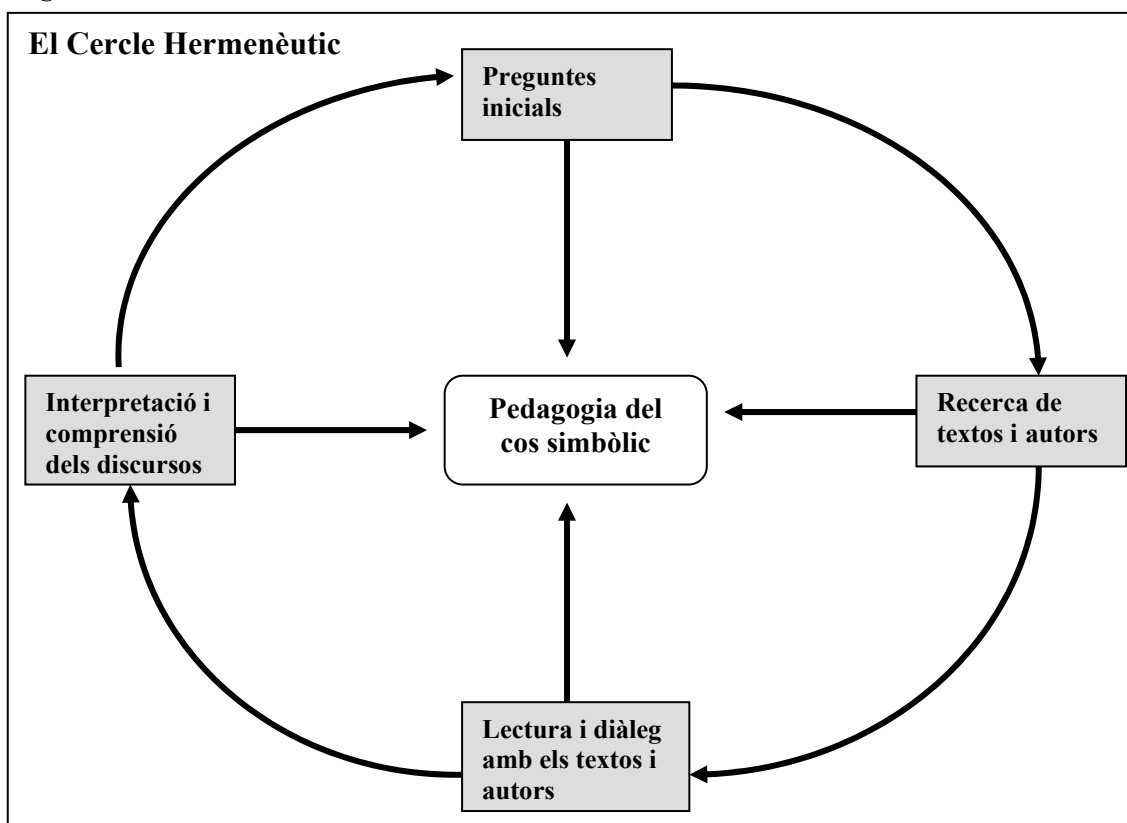 El Cercle Hermenèutic
Preguntes
inicials
Interpretació i
comprensió
dels discursos
Pedagogia del
cos simbòlic
Recerca de
textos i autors
Lectura i diàleg
amb els textos i
autors